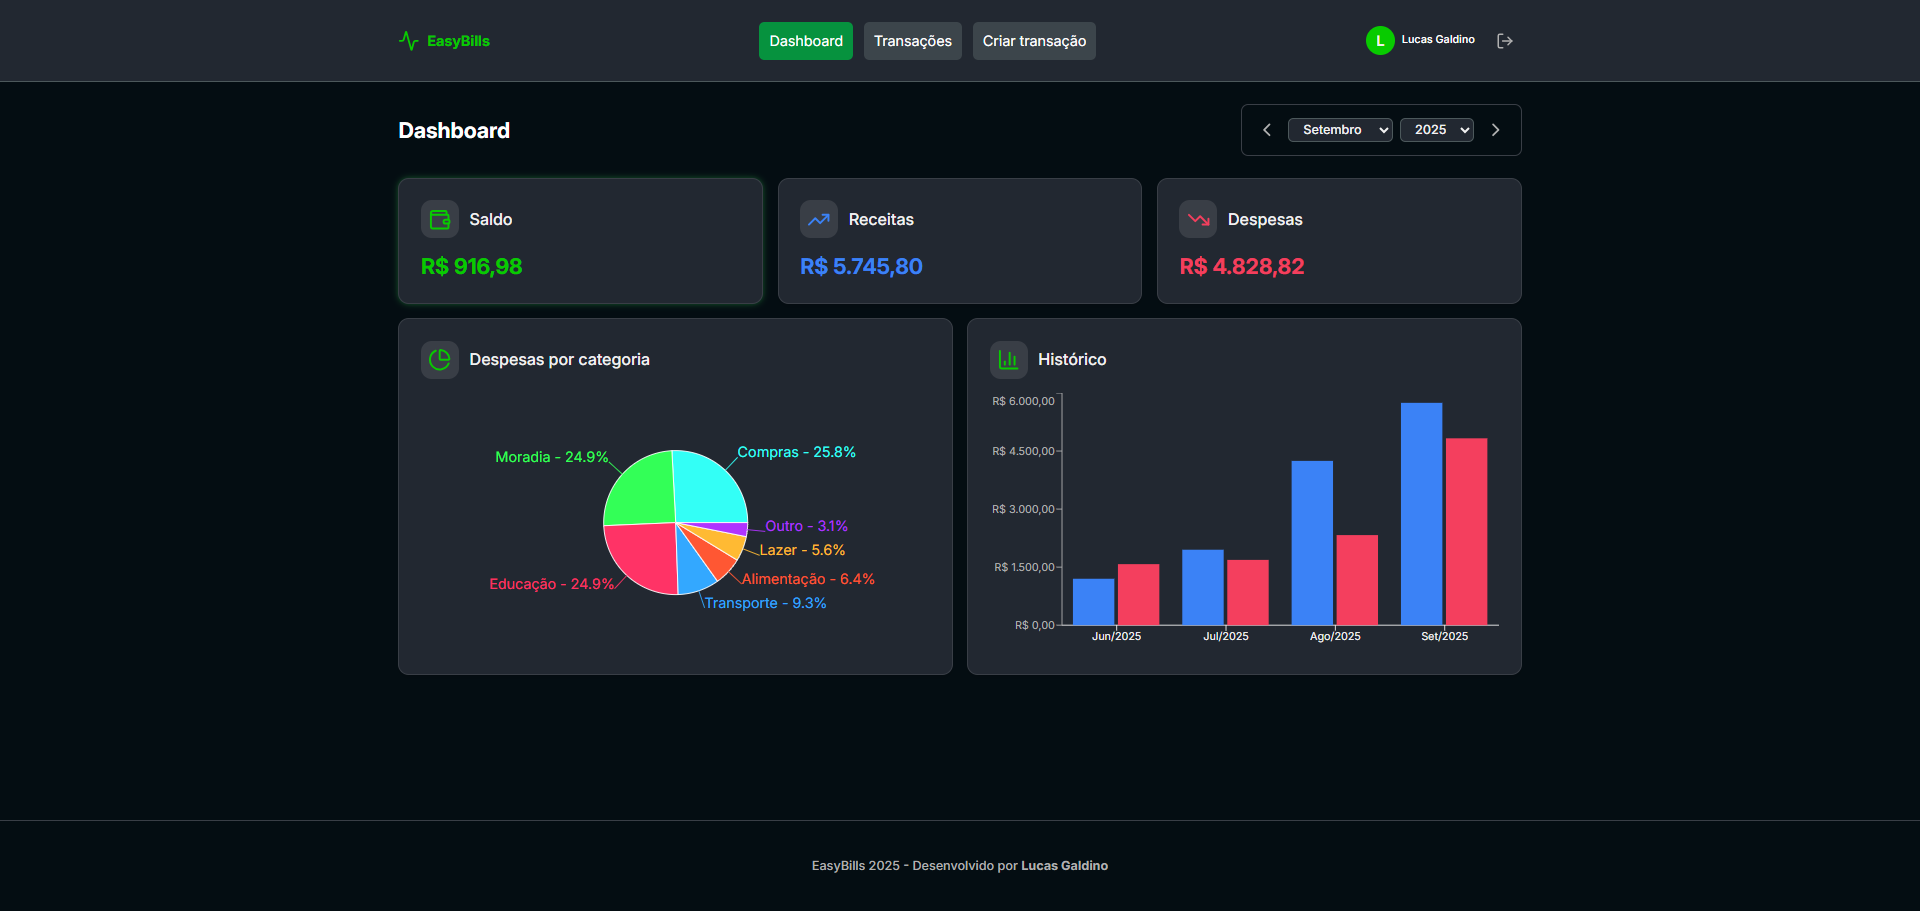 EasyBills
Dashboard
Transações
Criar transação
L
Lucas Galdino
Dashboard
Setembro
2025
Saldo
R$ 916,98
Receitas
R$ 5.745,80
Despesas
R$ 4.828,82
Despesas por categoria
Moradia - 24.9%
Compras - 25.8%
Outro - 3.1%
Lazer - 5.6%
Alimentação - 6.4%
Educação - 24.9%
Transporte - 9.3%
Histórico
R$ 6.000,00
R$ 4.500,00
R$ 3.000,00
R$ 1.500,00
R$ 0,00
Jun/2025
Jul/2025
Ago/2025
Set/2025
EasyBills 2025 - Desenvolvido por Lucas Galdino